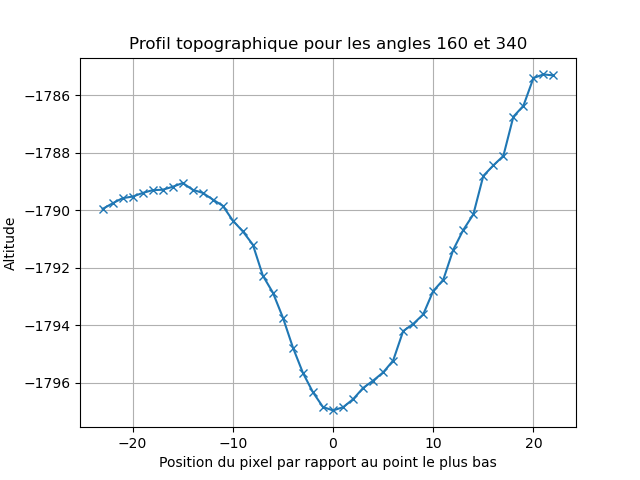 Profil topographique pour les angles 160 et 340
−1786
−1788
−1790
−1792
−1794
−1796
Altitude
−20 −10 0 10 20
Position du pixel par rapport au point le plus bas